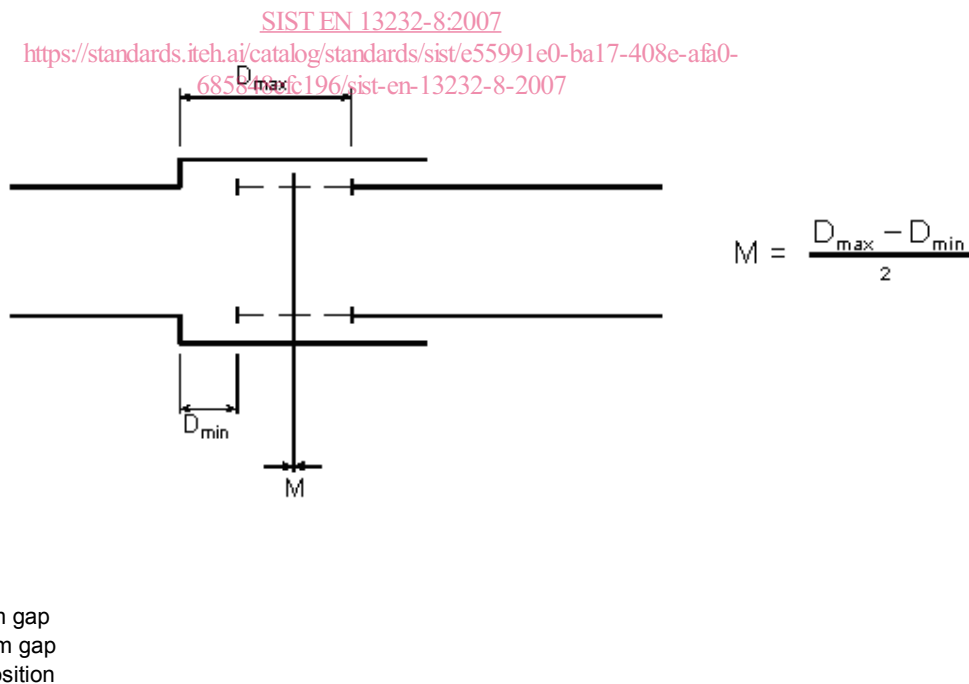 SIST EN 13232-8:2007
https://standards.iteh.ai/catalog/standards/sist/e55991e0-ba17-408e-afa0-
685848cfc196/sist-en-13232-8-2007
Dmax
M = Dmax − Dmin
2
Dmin
M
gap
gap